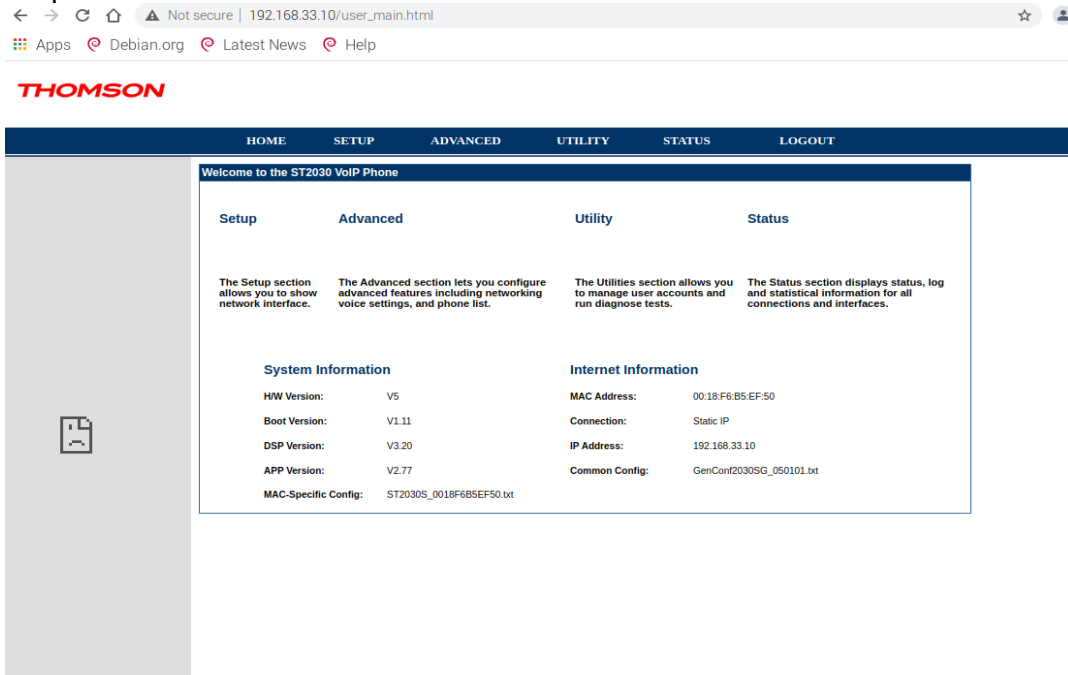 Not secure | 192.168.33.10/user_main.html
Apps Debian.org Latest News Help
THOMSON
HOME SETUP ADVANCED UTILITY STATUS LOGOUT
Welcome to the ST2030 VoIP Phone
Setup Advanced Utility Status
The Setup section
allows you to show
network interface.
The Advanced section lets you configure
advanced features including networking
voice settings, and phone list.
The Utilities section allows you
to manage user accounts and
run diagnose tests.
The Status section displays status, log
and statistical information for all
connections and interfaces.
System Information
H/W Version: V5
Boot Version: V1.11
DSP Version: V3.20
APP Version: V2.77
MAC-Specific Config: ST2030S_0018F6B5EF50.txt
Internet Information
MAC Address: 00:18:F6:B5:EF:50
Connection: Static IP
IP Address: 192.168.33.10
Common Config: GenConf2030SG_050101.txt